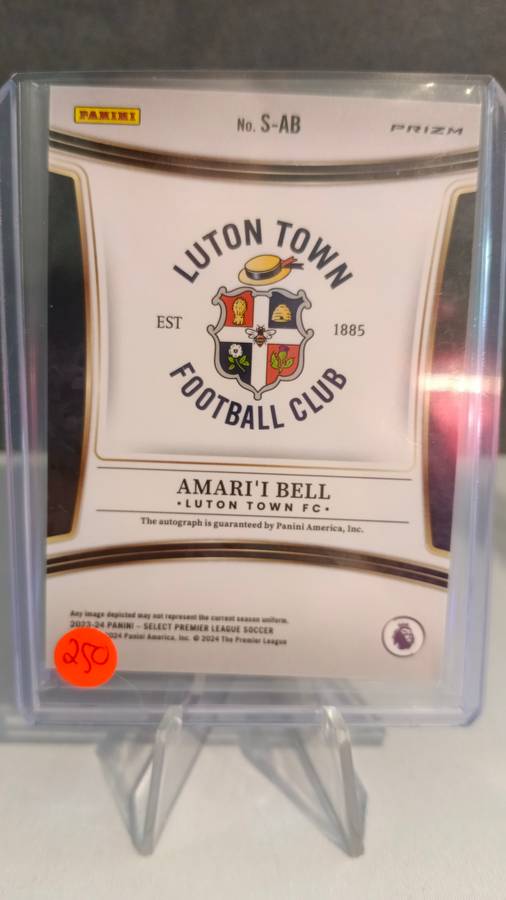 PANINI
No. S-AB
PRIZM
LUTON TOWN
EST
1885
FOOTBALL CLUB
AMARI'I BELL
•LUTON TOWN FC•
The autograph is guaranteed by Panini America, Inc.
Any image depicted may not represent the current season uniform.
2023-24 PANINI – SELECT PREMIER LEAGUE SOCCER
2024 Panini America, Inc. © 2024 The Premier League
250